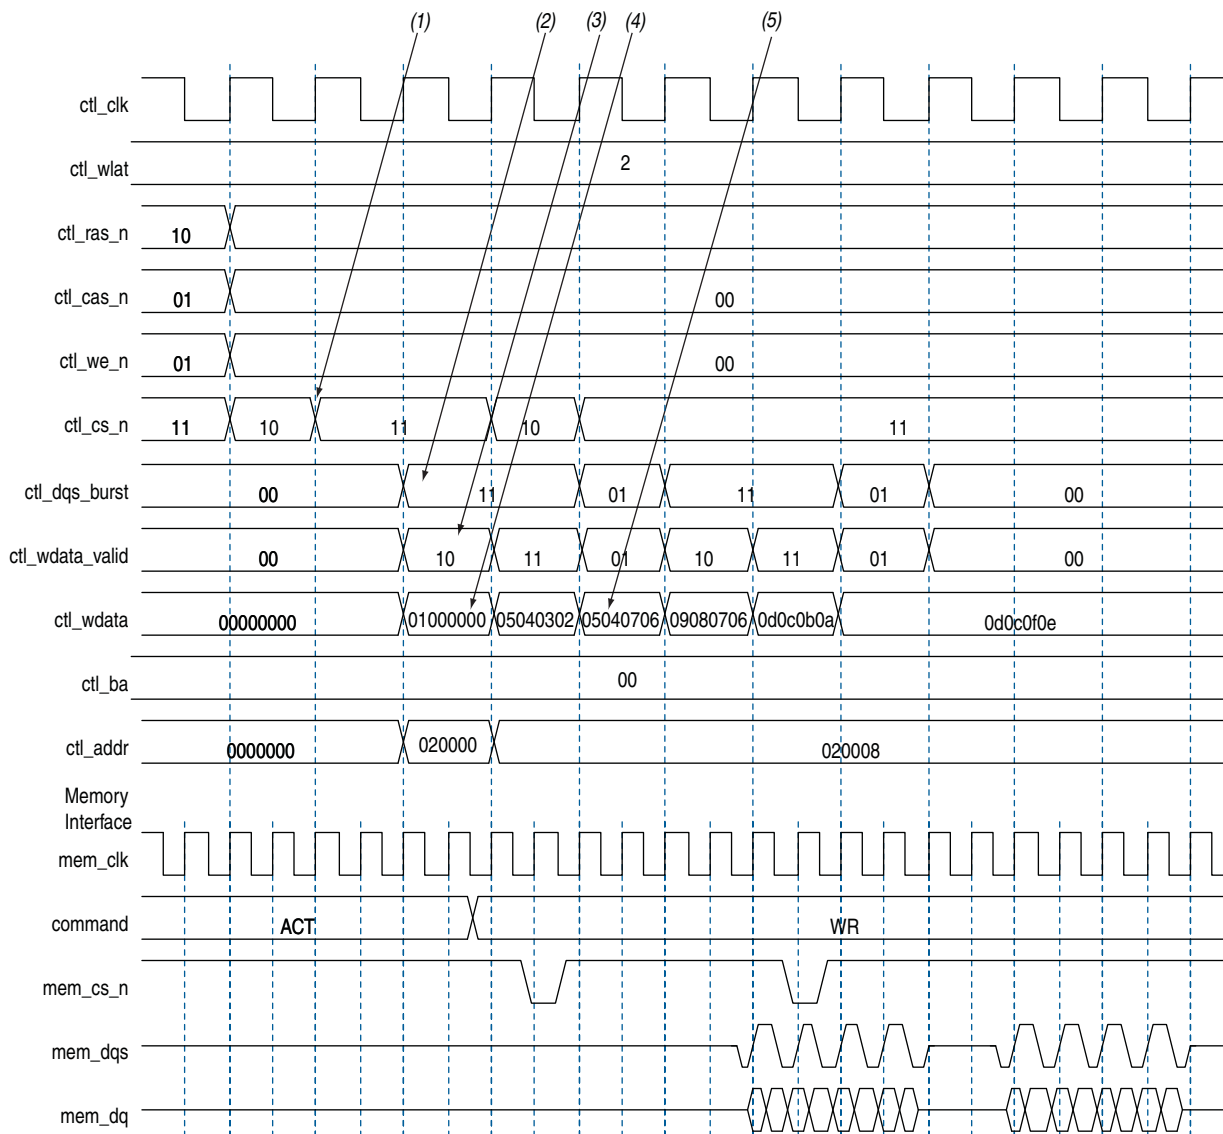 (1) (2) (3) (4) (5)
ctl_clk
ctl_wlat 2
ctl_ras_n 10
ctl_cas_n 01 00
ctl_we_n 01 00
ctl_cs_n 11 10 11 10 11
ctl_dqs_burst 00 11 01 11 01 00
ctl_wdata_valid 00 10 11 01 10 11 01 00
ctl_wdata 00000000 01000000 05040302 05040706 09080706 0d0c0b0a 0d0c0f0e
ctl_ba 00
ctl_addr 0000000 020000 020008
Memory
Interface
mem_clk
command ACT WR
mem_cs_n
mem_dqs
mem_dq